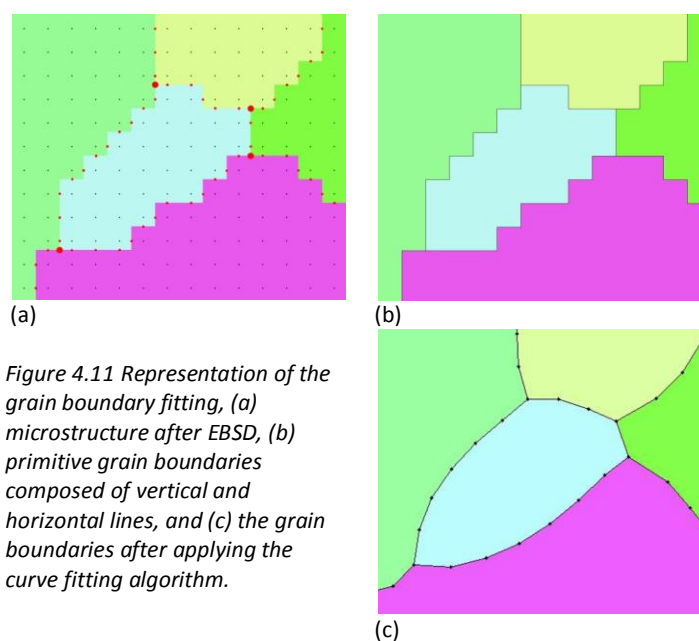 (a)
(b)
Figure 4.11 Representation of the
grain boundary fitting, (a)
microstructure after EBSD, (b)
primitive grain boundaries
composed of vertical and
horizontal lines, and (c) the grain
boundaries after applying the
curve fitting algorithm.
(c)